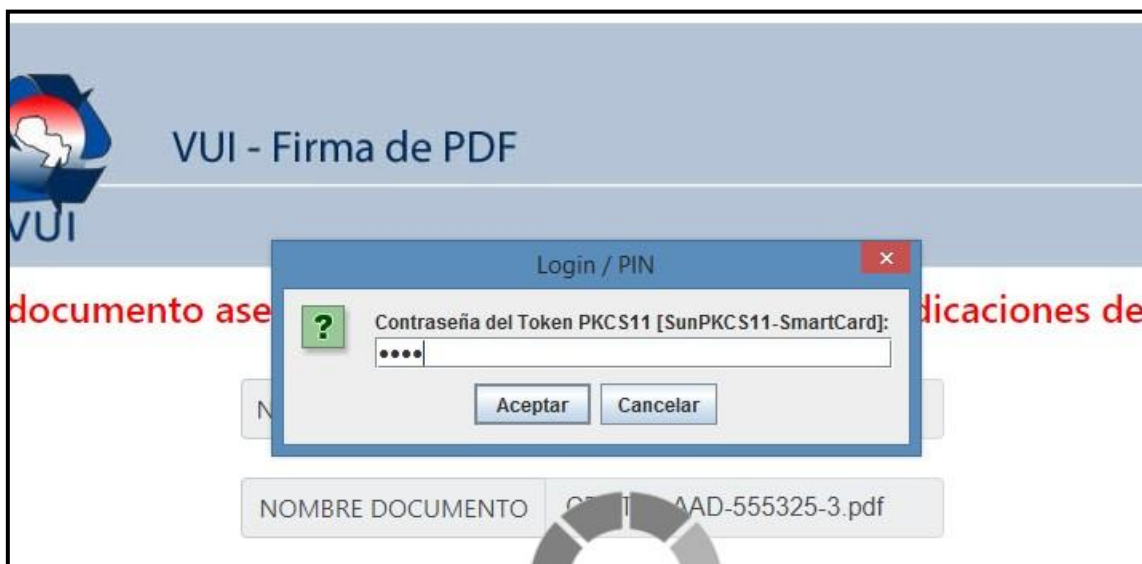 VUI - Firma de PDF
VUI
Login / PIN
documento ase
dicaciones de
Contraseña del Token PKCS11 [SunPKCS11-SmartCard]:
••••
Aceptar Cancelar
N
NOMBRE DOCUMENTO AAD-555325-3.pdf